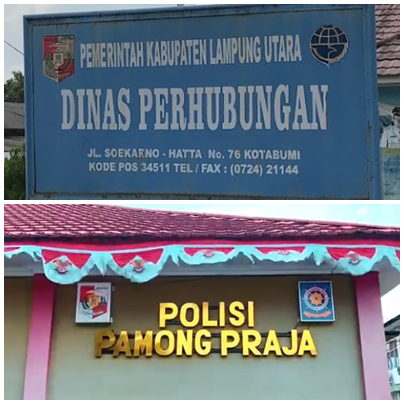 PEMERINTAH KABUPATEN LAMPUNG UTARA
DINAS PERHUBUNGAN
JL. SOEKARNO - HATTA No. 76 KOTABUMI
KODE POS 34511 TEL / FAX : (0724) 21144
POLISI
PAMONG PRAJA